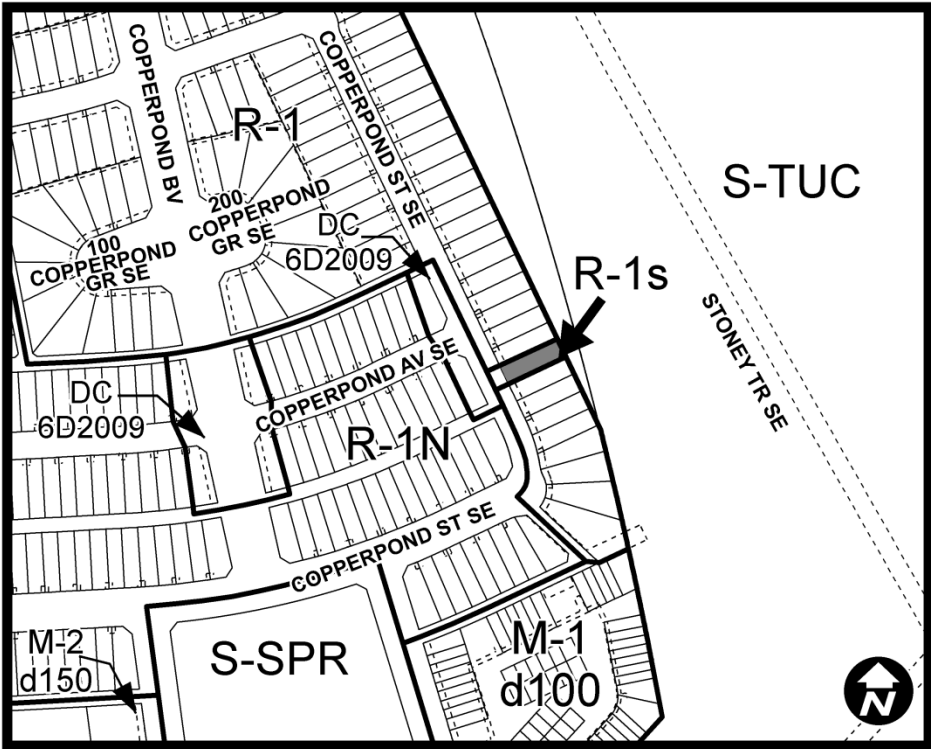 COPPERPOND BV
COPPERPOND ST SE
R-1
S-TUC
200
COPPERPOND
GR SE
DC
6D2009
100
COPPERPOND
GR SE
R-1s
STONEY TR SE
COPPERPOND AV SE
DC
6D2009
R-1N
COPPERPOND ST SE
M-2
d150
S-SPR
M-1
d100
N